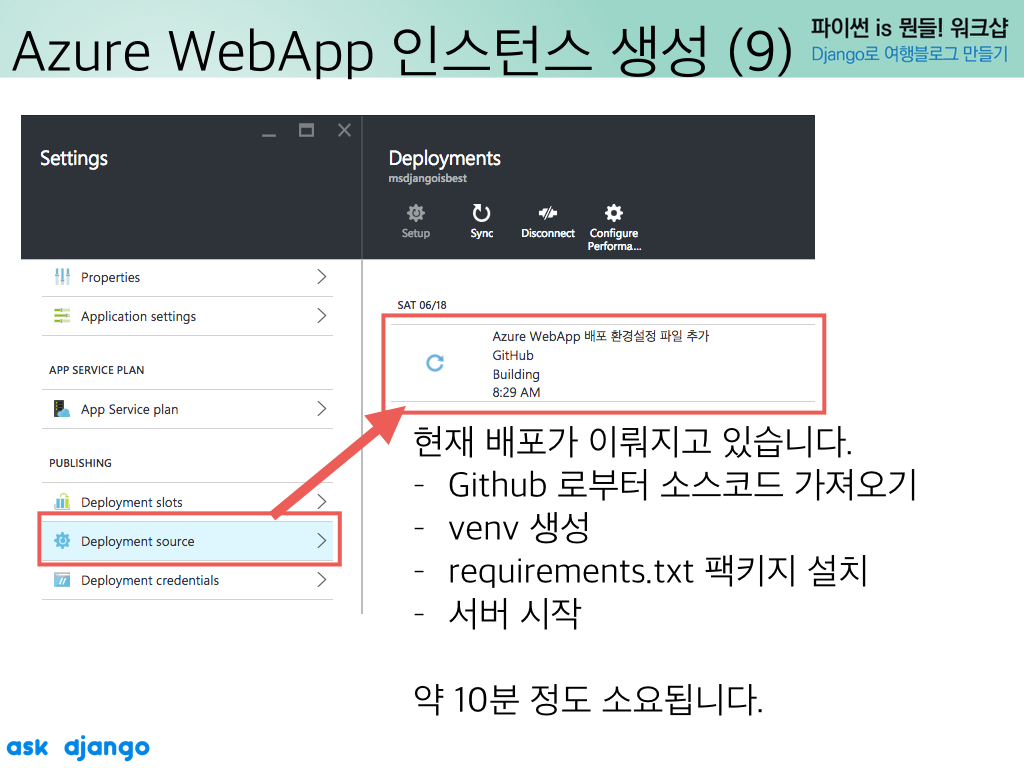 Azure WebApp 인스턴스 생성 (9)
파이썬 is 뭔들! 워크샵
Django로 여행블로그 만들기
Settings
Properties
Application settings
APP SERVICE PLAN
App Service plan
PUBLISHING
Deployment slots
Deployment source
Deployment credentials
Deployments
msdjangoisbest
Setup
Sync
Disconnect
Configure
Performa...
SAT 06/18
Azure WebApp 배포 환경설정 파일 추가
GitHub
Building
8:29 AM
현재 배포가 이뤄지고 있습니다.
- Github 로부터 소스코드 가져오기
- venv 생성
- requirements.txt 팩키지 설치
- 서버 시작
약 10분 정도 소요됩니다.
ask django